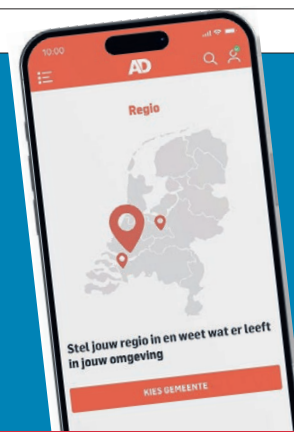 10:00
AD
Regio
Stel jouw regio in en weet wat er leeft
in jouw omgeving
KIES GEMEENTE